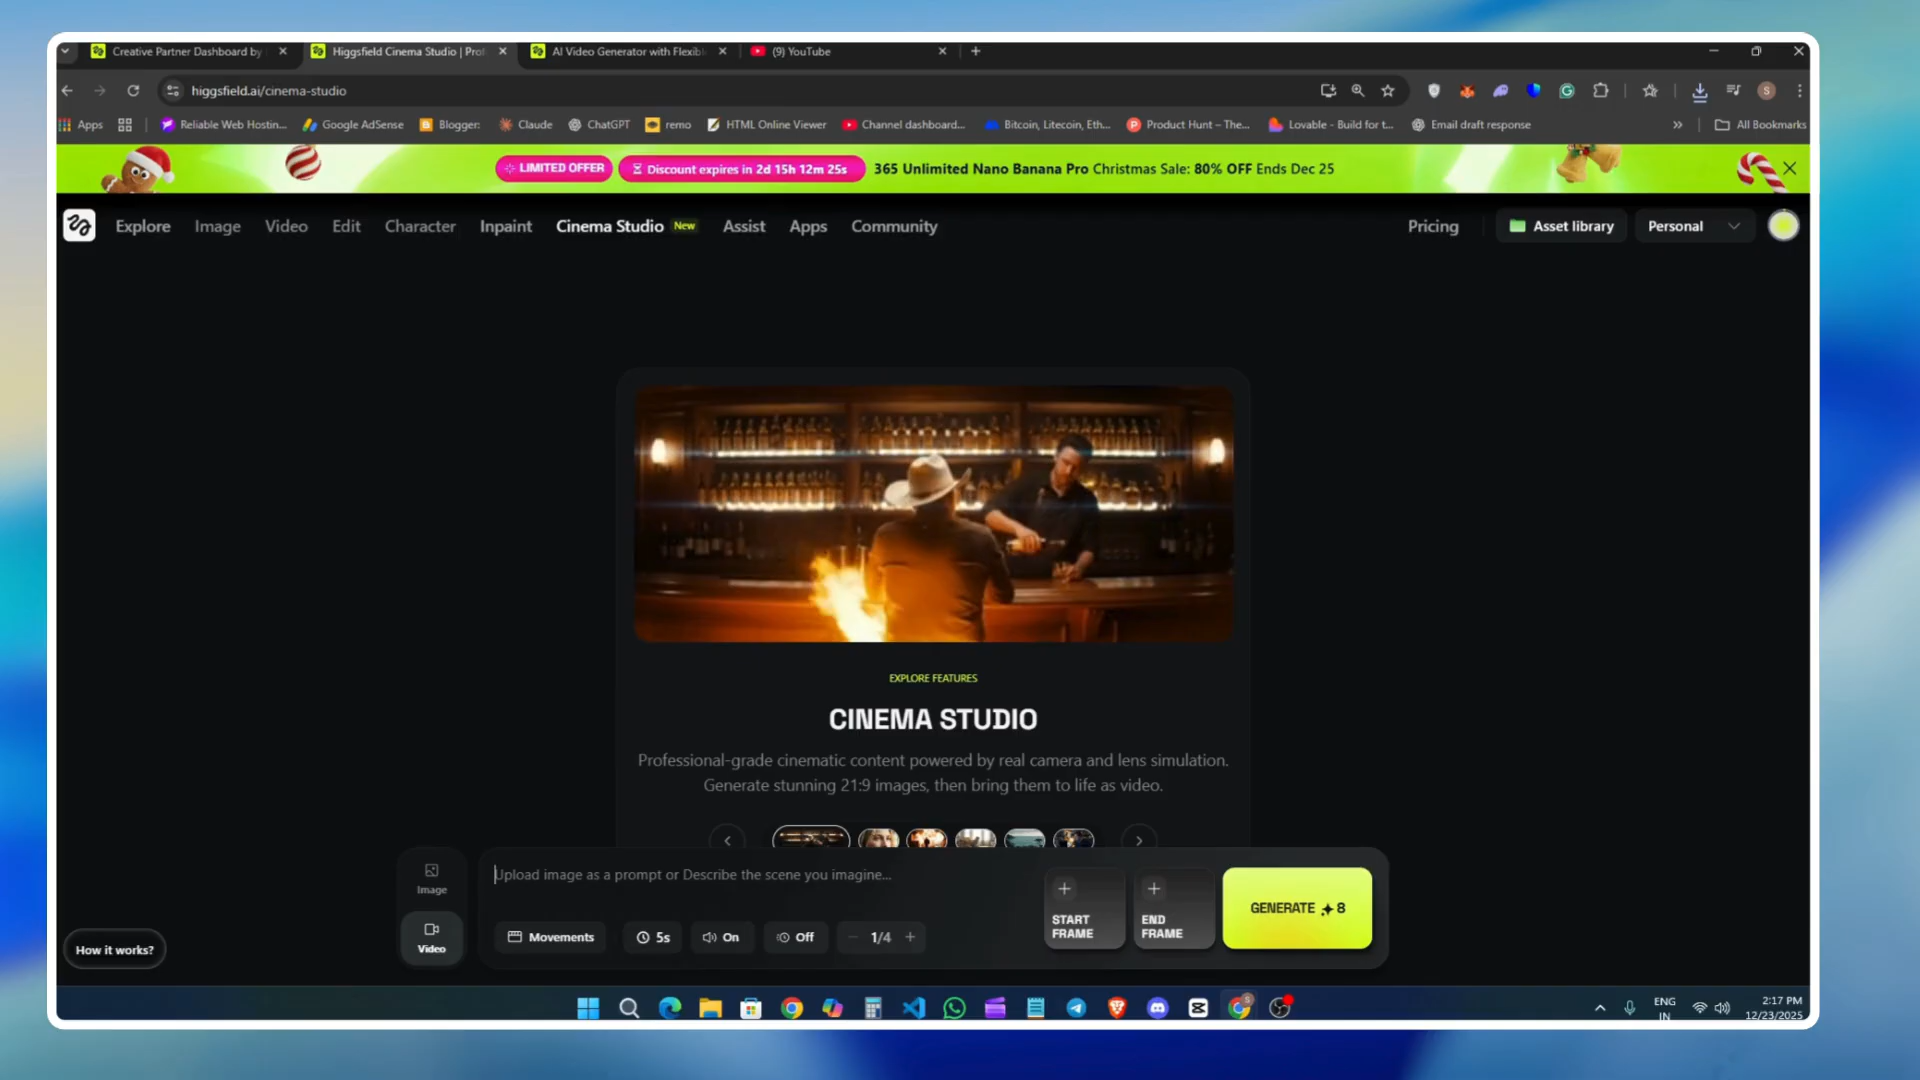 Creative Partner Dashboard by
Higgsfield Cinema Studio | Prof
AI Video Generator with Flexibl
(9) YouTube
higgsfield.ai/cinema-studio
S
Apps
Reliable Web Hostin...
Google AdSense
Blogger:
Claude
ChatGPT
remo
HTML Online Viewer
Channel dashboard...
Bitcoin, Litecoin, Eth...
Product Hunt – The...
Lovable - Build for t...
Email draft response
»
All Bookmarks
LIMITED OFFER
Discount expires in 2d 15h 12m 25s
365 Unlimited Nano Banana Pro Christmas Sale: 80% OFF Ends Dec 25
Explore
Image
Video
Edit
Character
Inpaint
Cinema Studio New
Assist
Apps
Community
Pricing
Asset library
Personal
EXPLORE FEATURES
CINEMA STUDIO
Professional-grade cinematic content powered by real camera and lens simulation.
Generate stunning 21:9 images, then bring them to life as video.
Image
Video
Upload image as a prompt or Describe the scene you imagine...
Movements
5s
On
Off
1/4
START
FRAME
END
FRAME
GENERATE 8
How it works?
ENG
IN
2:17 PM
12/23/2025